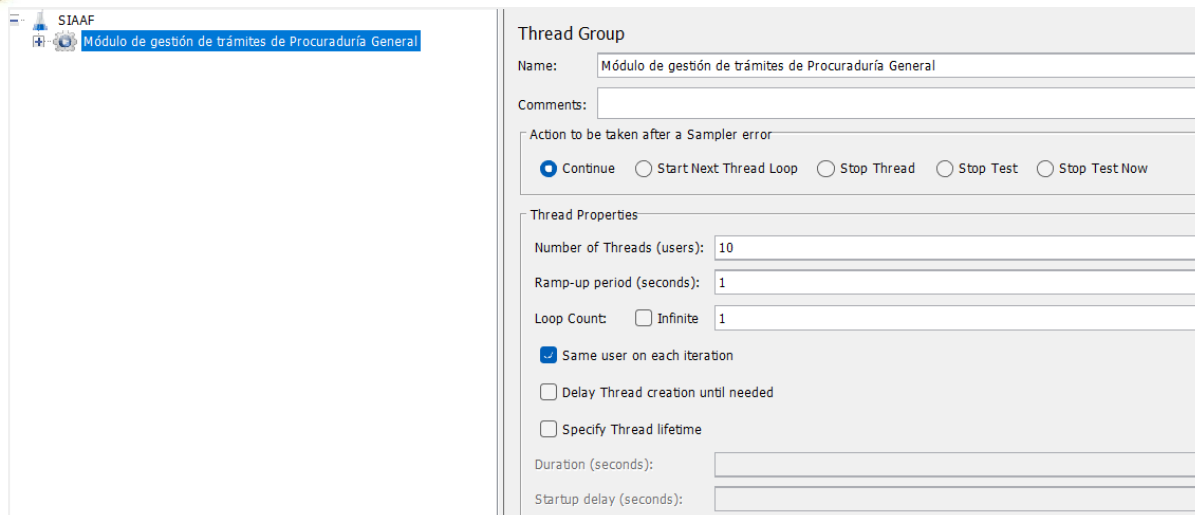 SIAAF
Módulo de gestión de trámites de Procuraduría General
Thread Group
Name: Módulo de gestión de trámites de Procuraduría General
Comments:
Action to be taken after a Sampler error
Continue Start Next Thread Loop Stop Thread Stop Test Stop Test Now
Thread Properties
Number of Threads (users): 10
Ramp-up period (seconds): 1
Loop Count: Infinite 1
Same user on each iteration
Delay Thread creation until needed
Specify Thread lifetime
Duration (seconds):
Startup delay (seconds):